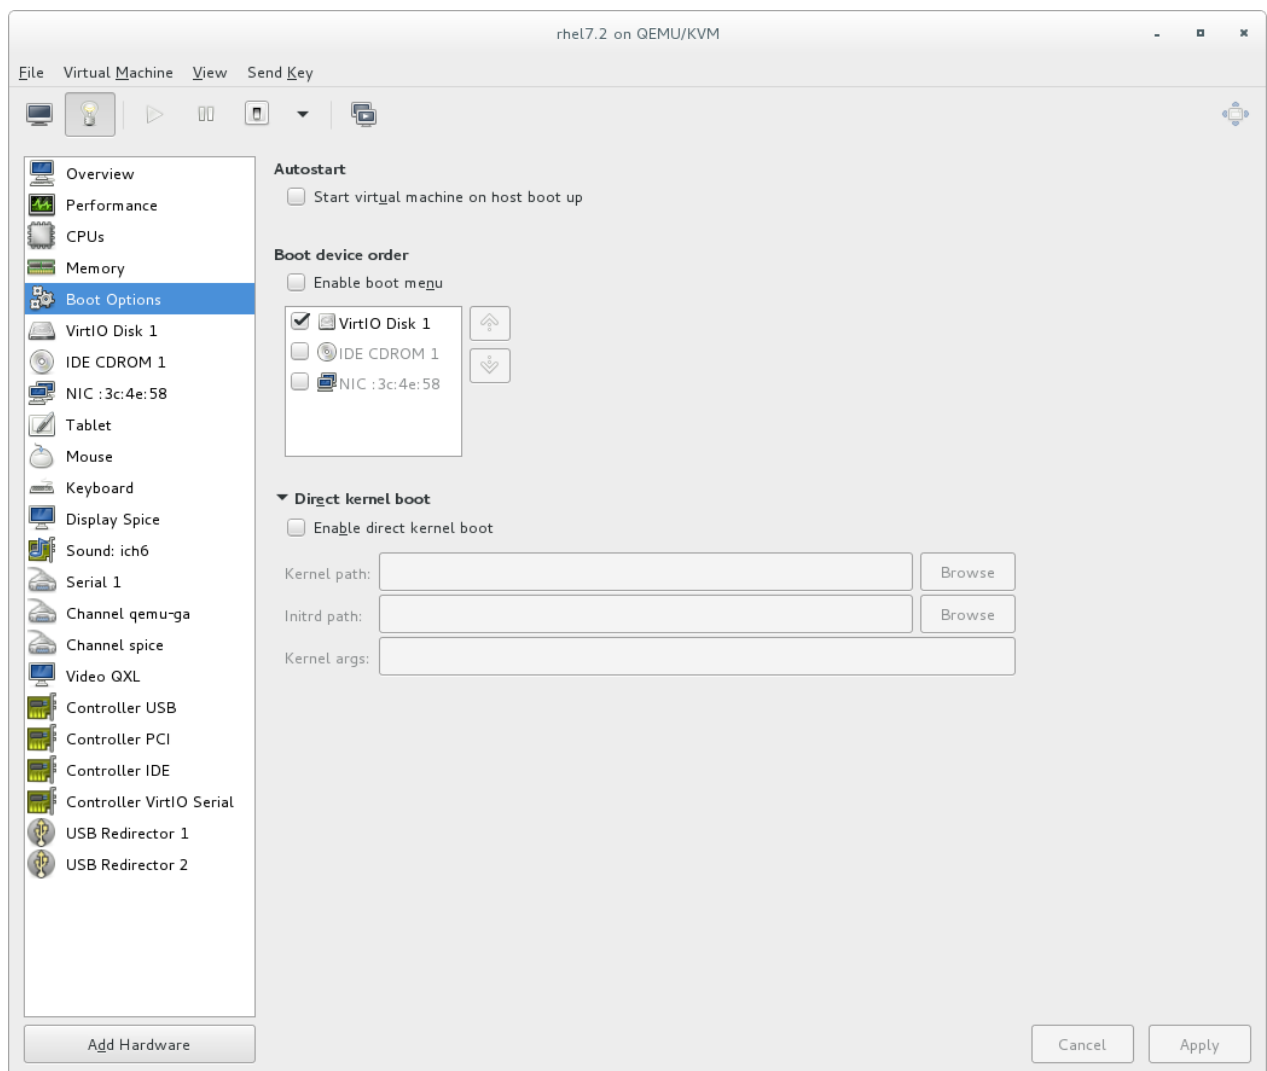 rhel7.2 on QEMU/KVM
File Virtual Machine View Send Key
Overview
Performance
CPUs
Memory
Boot Options
VirtIO Disk 1
IDE CDROM 1
NIC :3c:4e:58
Tablet
Mouse
Keyboard
Display Spice
Sound: ich6
Serial 1
Channel qemu-ga
Channel spice
Video QXL
Controller USB
Controller PCI
Controller IDE
Controller VirtIO Serial
USB Redirector 1
USB Redirector 2
Add Hardware
Autostart
Start virtual machine on host boot up
Boot device order
Enable boot menu
VirtIO Disk 1
IDE CDROM 1
NIC :3c:4e:58
Direct kernel boot
Enable direct kernel boot
Kernel path: Browse
Initrd path: Browse
Kernel args:
Cancel Apply